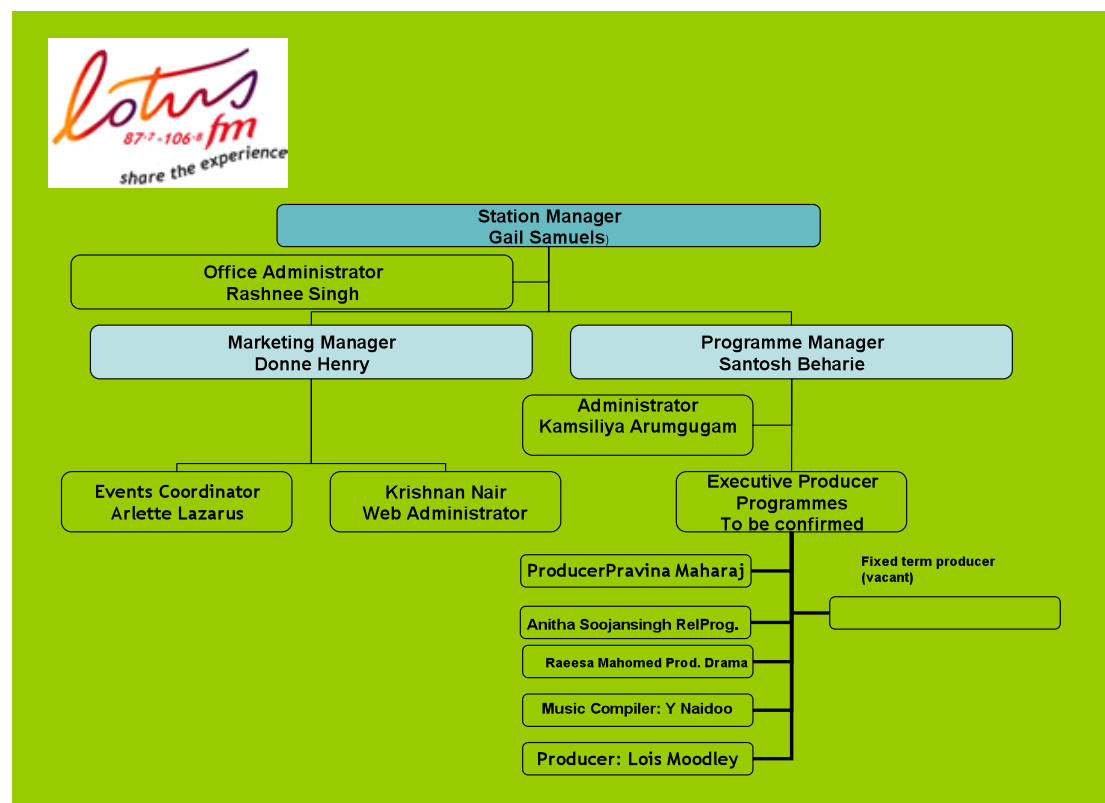 lotus
87.7-106.8 fm
share the experience
Station Manager
Gail Samuels)
Office Administrator
Rashnee Singh
Marketing Manager
Donne Henry
Programme Manager
Santosh Beharie
Administrator
Kamsiliya Arumgugam
Events Coordinator
Arlette Lazarus
Krishnan Nair
Web Administrator
Executive Producer
Programmes
To be confirmed
ProducerPravina Maharaj
Fixed term producer
(vacant)
Anitha Soojansingh RelProg.
Raeesa Mahomed Prod. Drama
Music Compiler: Y Naidoo
Producer: Lois Moodley